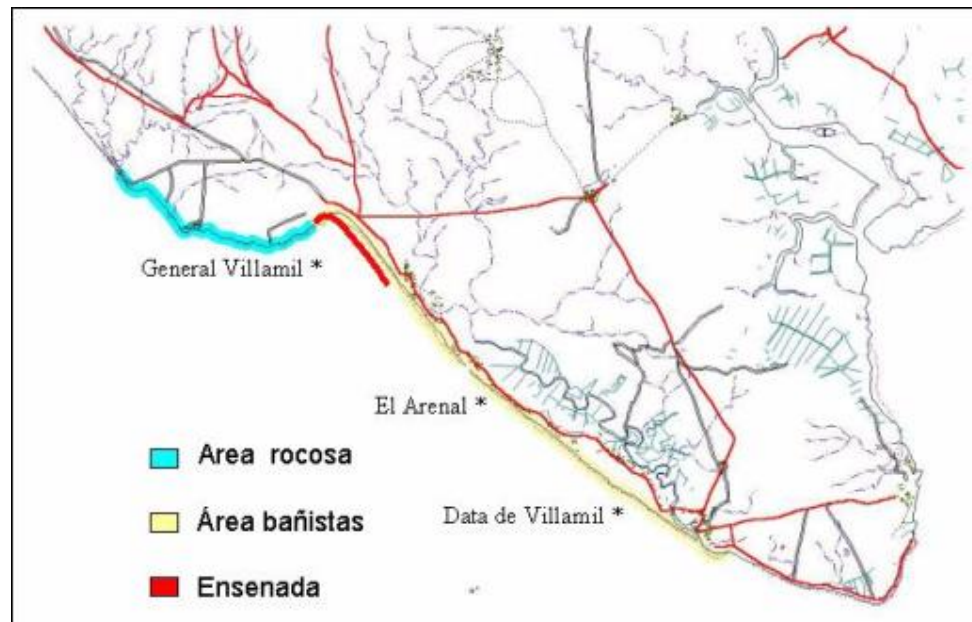 General Villamil *
El Arenal *
Data de Villamil *
Area rocosa
Área bañistas
Ensenada